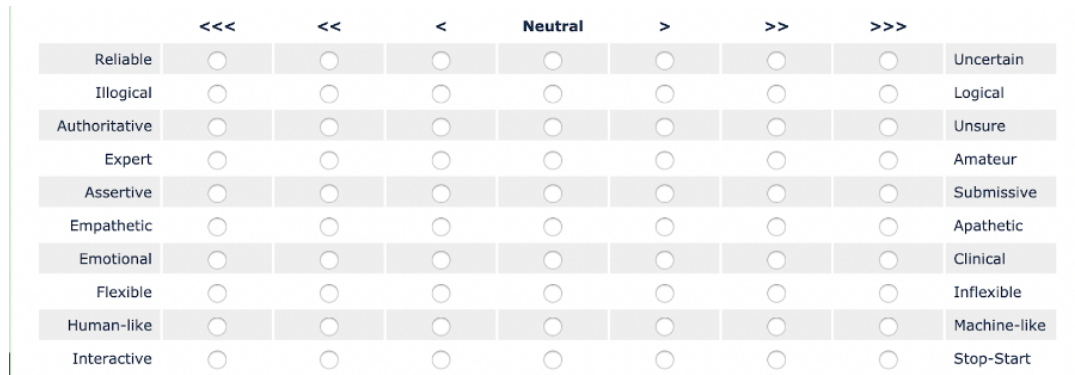 <<< << < Neutral > >> >>>
Reliable Uncertain
Illogical Logical
Authoritative Unsure
Expert Amateur
Assertive Submissive
Empathetic Apathetic
Emotional Clinical
Flexible Inflexible
Human-like Machine-like
Interactive Stop-Start